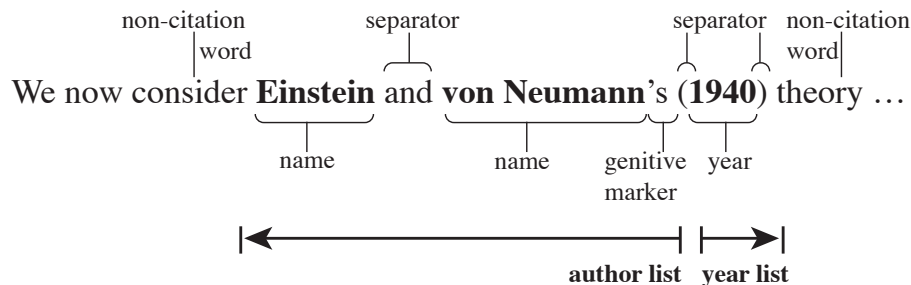 non-citation separator separator non-citation
word word
We now consider Einstein and von Neumann's (1940) theory …
name name genitive year
marker
author list year list